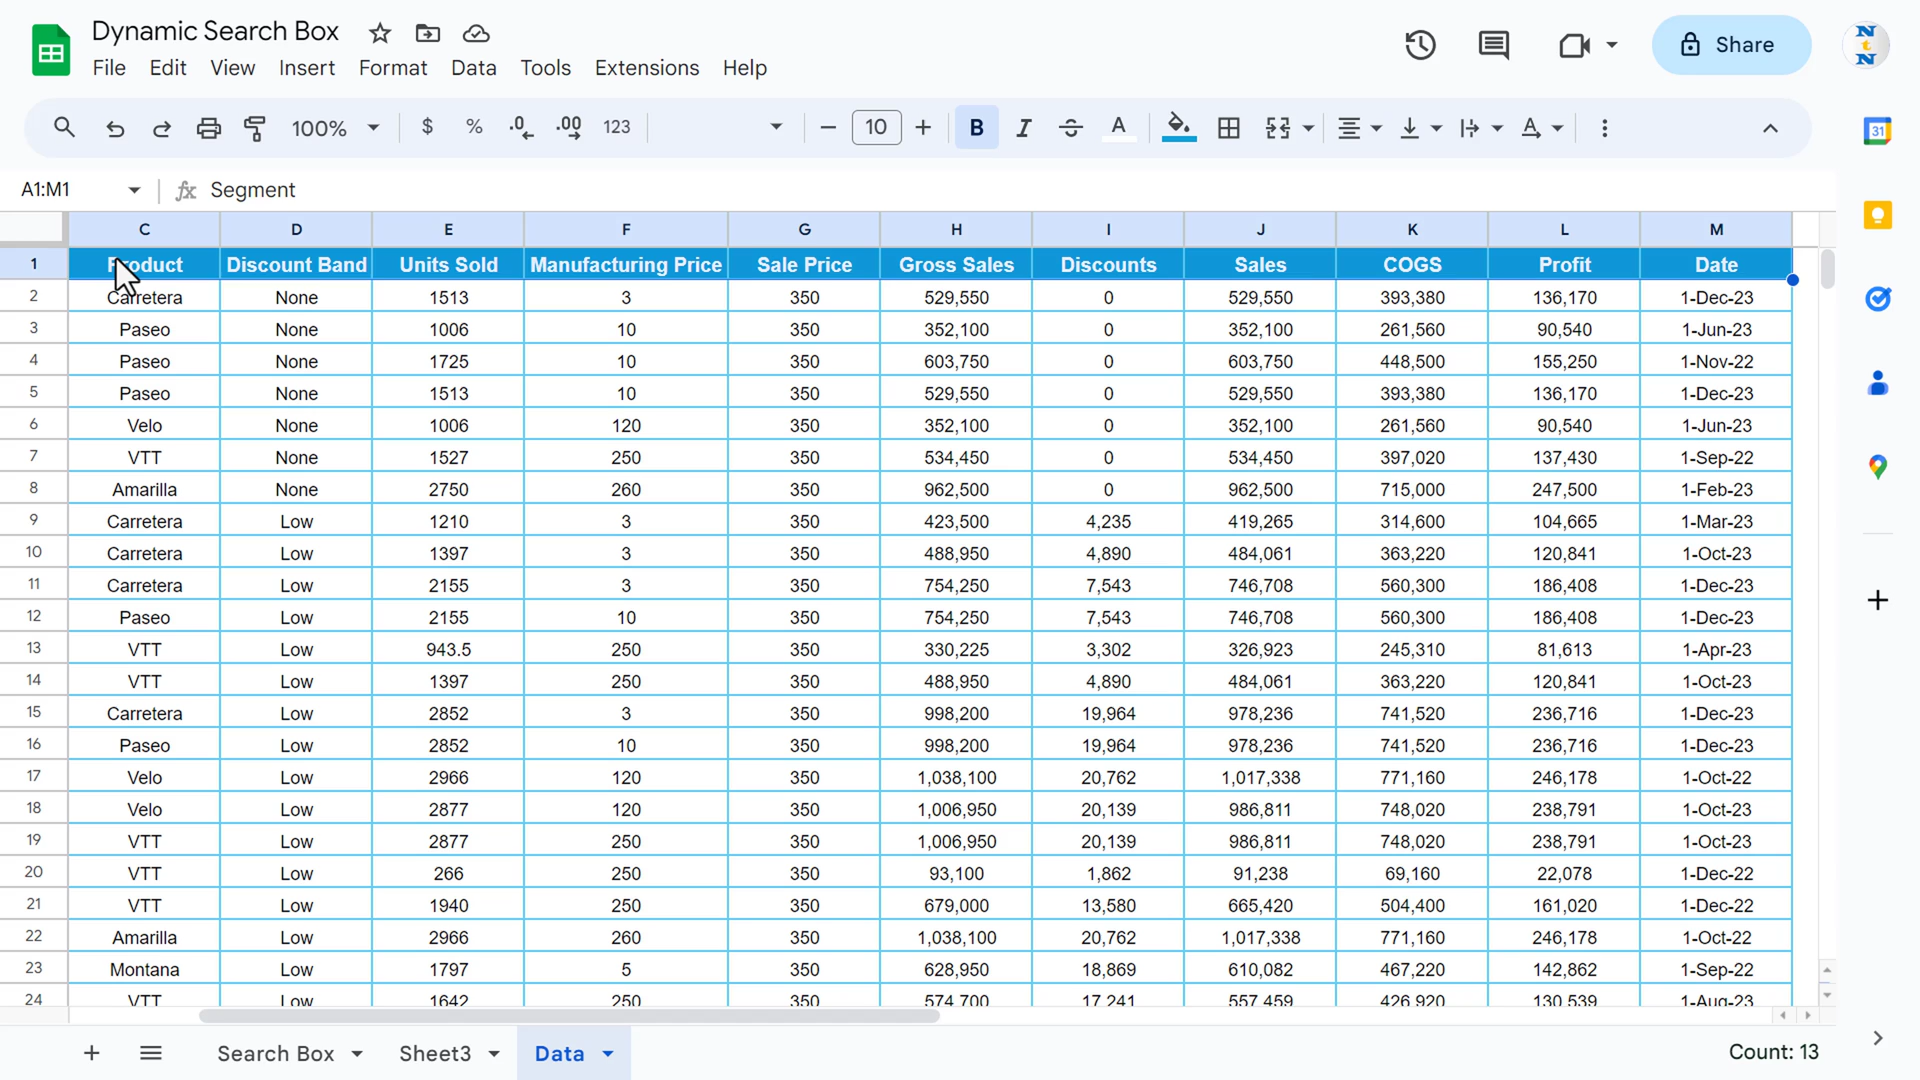 Dynamic Search Box
File Edit View Insert Format Data Tools Extensions Help
Share
N
t
N
100% $ % .0 .00 123 10 B I A A
31
A1:M1 fx Segment
C D E F G H I J K L M
1 Product Discount Band Units Sold Manufacturing Price Sale Price Gross Sales Discounts Sales COGS Profit Date
2 Carretera None 1513 3 350 529,550 0 529,550 393,380 136,170 1-Dec-23
3 Paseo None 1006 10 350 352,100 0 352,100 261,560 90,540 1-Jun-23
4 Paseo None 1725 10 350 603,750 0 603,750 448,500 155,250 1-Nov-22
5 Paseo None 1513 10 350 529,550 0 529,550 393,380 136,170 1-Dec-23
6 Velo None 1006 120 350 352,100 0 352,100 261,560 90,540 1-Jun-23
7 VTT None 1527 250 350 534,450 0 534,450 397,020 137,430 1-Sep-22
8 Amarilla None 2750 260 350 962,500 0 962,500 715,000 247,500 1-Feb-23
9 Carretera Low 1210 3 350 423,500 4,235 419,265 314,600 104,665 1-Mar-23
10 Carretera Low 1397 3 350 488,950 4,890 484,061 363,220 120,841 1-Oct-23
11 Carretera Low 2155 3 350 754,250 7,543 746,708 560,300 186,408 1-Dec-23
12 Paseo Low 2155 10 350 754,250 7,543 746,708 560,300 186,408 1-Dec-23
13 VTT Low 943.5 250 350 330,225 3,302 326,923 245,310 81,613 1-Apr-23
14 VTT Low 1397 250 350 488,950 4,890 484,061 363,220 120,841 1-Oct-23
15 Carretera Low 2852 3 350 998,200 19,964 978,236 741,520 236,716 1-Dec-23
16 Paseo Low 2852 10 350 998,200 19,964 978,236 741,520 236,716 1-Dec-23
17 Velo Low 2966 120 350 1,038,100 20,762 1,017,338 771,160 246,178 1-Oct-22
18 Velo Low 2877 120 350 1,006,950 20,139 986,811 748,020 238,791 1-Oct-23
19 VTT Low 2877 250 350 1,006,950 20,139 986,811 748,020 238,791 1-Oct-23
20 VTT Low 266 250 350 93,100 1,862 91,238 69,160 22,078 1-Dec-22
21 VTT Low 1940 250 350 679,000 13,580 665,420 504,400 161,020 1-Dec-22
22 Amarilla Low 2966 260 350 1,038,100 20,762 1,017,338 771,160 246,178 1-Oct-22
23 Montana Low 1797 5 350 628,950 18,869 610,082 467,220 142,862 1-Sep-22
24 VTT Low 1642 250 350 574,700 17,241 557,459 426,920 130,539 1-Aug-23
Search Box Sheet3 Data Count: 13